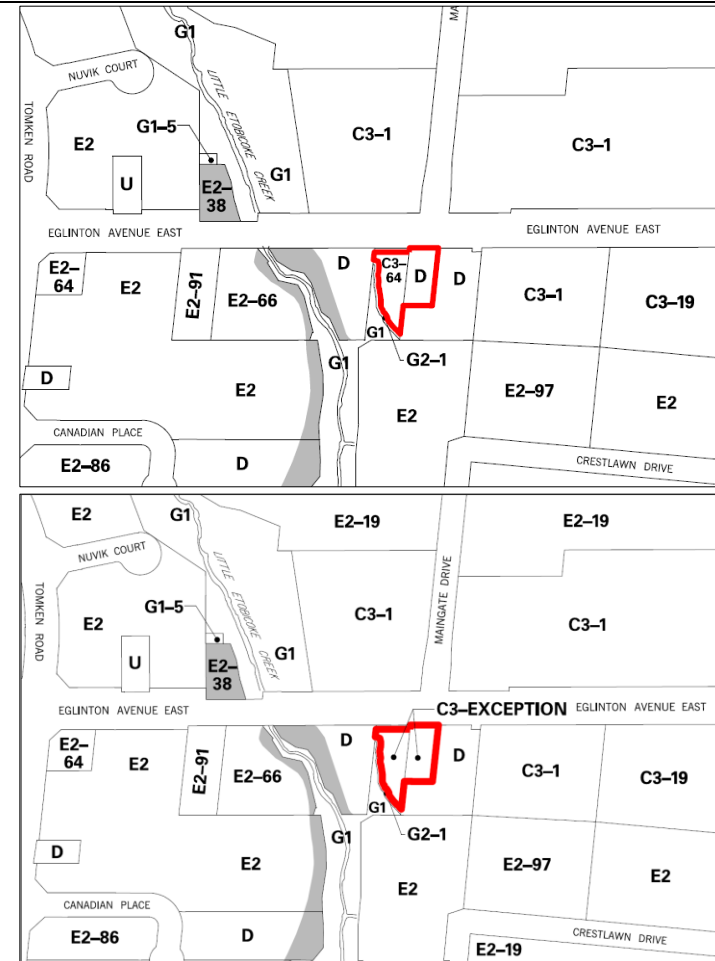 G1
MA
NUVIK COURT
TOMKEN ROAD
LITTLE ETOBICOKE CREEK
G1–5
E2
C3–1
C3–1
U
E2–
38
G1
EGLINTON AVENUE EAST
EGLINTON AVENUE EAST
E2–
64
E2
E2–91
E2–66
D
C3–
64
D
D
C3–1
C3–19
G1
G1
G2–1
D
E2
E2
E2–97
E2
CANADIAN PLACE
E2–86
D
CRESTLAWN DRIVE
E2
G1
E2–19
E2–19
NUVIK COURT
TOMKEN ROAD
LITTLE ETOBICOKE CREEK
MAINGATE DRIVE
G1–5
E2
C3–1
C3–1
U
E2–
38
G1
EGLINTON AVENUE EAST
C3–EXCEPTION
EGLINTON AVENUE EAST
E2–
64
E2
E2–91
E2–66
D
D
C3–1
C3–19
G1
G1
G2–1
D
E2
E2
E2–97
E2
CANADIAN PLACE
E2–86
D
CRESTLAWN DRIVE
E2–19